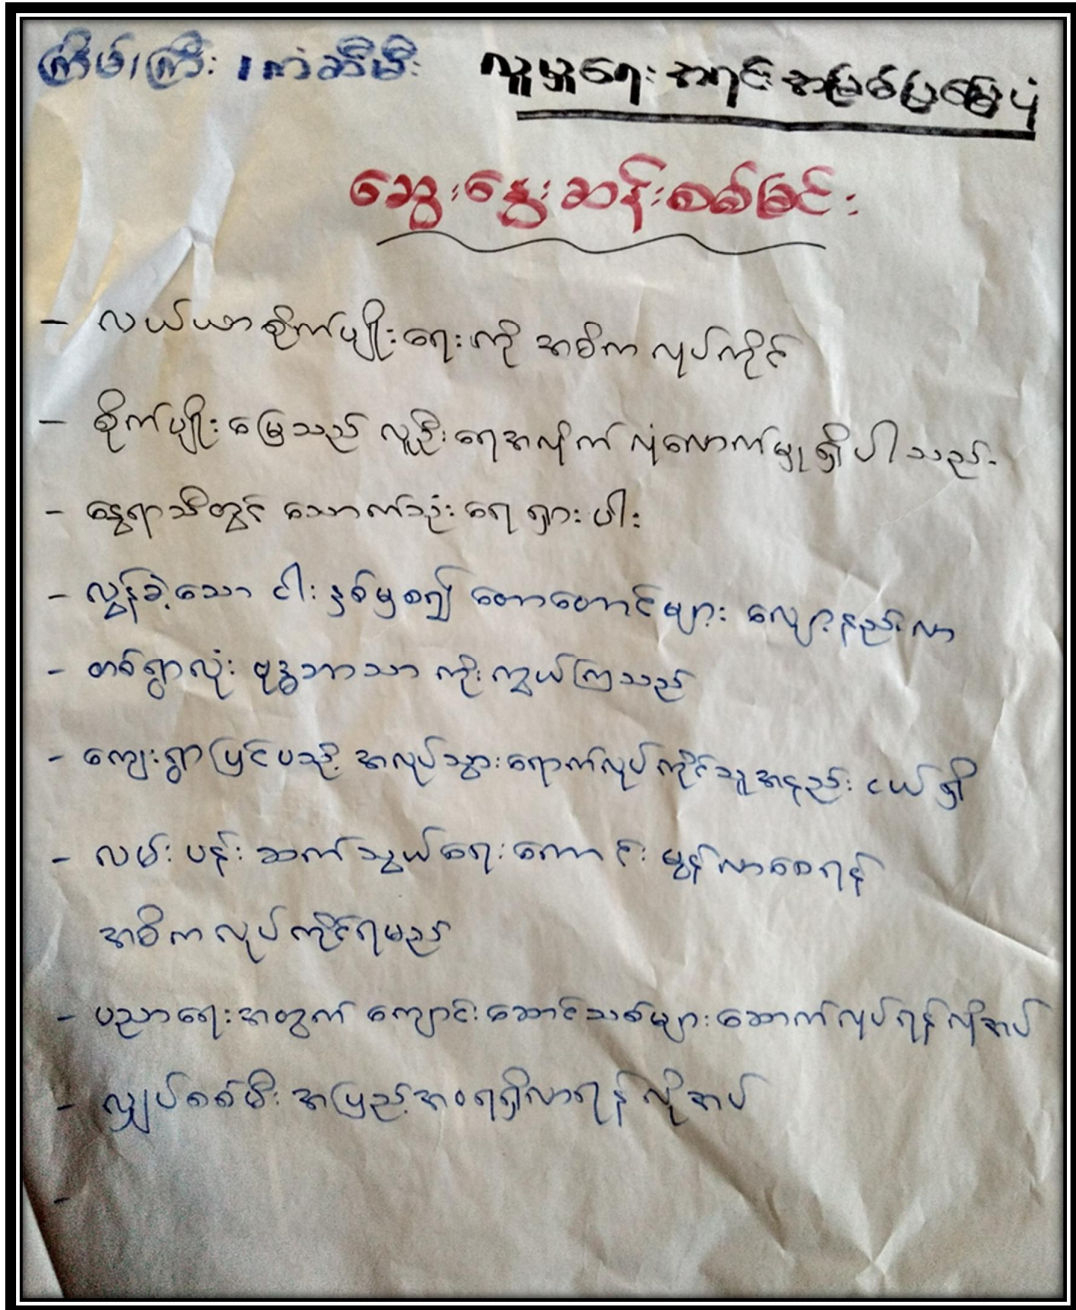 ကြိမ်ကြီး ၊ကံဆီမီး လူမှုရေးအရင်းအမြစ်ပြမြေပုံ
ဆွေးနွေးဆန်းစစ်ခြင်း
- လယ်ယာစိုက်ပျိုးရေးကို အဓိကလုပ်ကိုင်
- စိုက်ပျိုးမြေသည် လူဦးရေအလိုက် လုံလောက်မှုရှိပါသည်။
- နွေရာသီတွင် သောက်သုံးရေ ရှားပါး
- လွန်ခဲ့သော ငါးနှစ်မှစ၍ တောတောင်များ လျော့နည်းလာ
- တစ်ရွာလုံး ဗုဒ္ဓဘာသာ ကိုးကွယ်ကြသည်
- ကျေးရွာပြင်ပသို့ အလုပ်သွားရောက်လုပ်ကိုင်သူအနည်းငယ်ရှိ
- လမ်းပန်းဆက်သွယ်ရေးကောင်းမွန်လာစေရန်
အဓိကလုပ်ကိုင်ရမည်
- ပညာရေးအတွက် ကျောင်းဆောင်သစ်များဆောက်လုပ်ရန်လိုအပ်
- လျှပ်စစ်မီး အပြည့်အဝရရှိလာရန်လိုအပ်
-